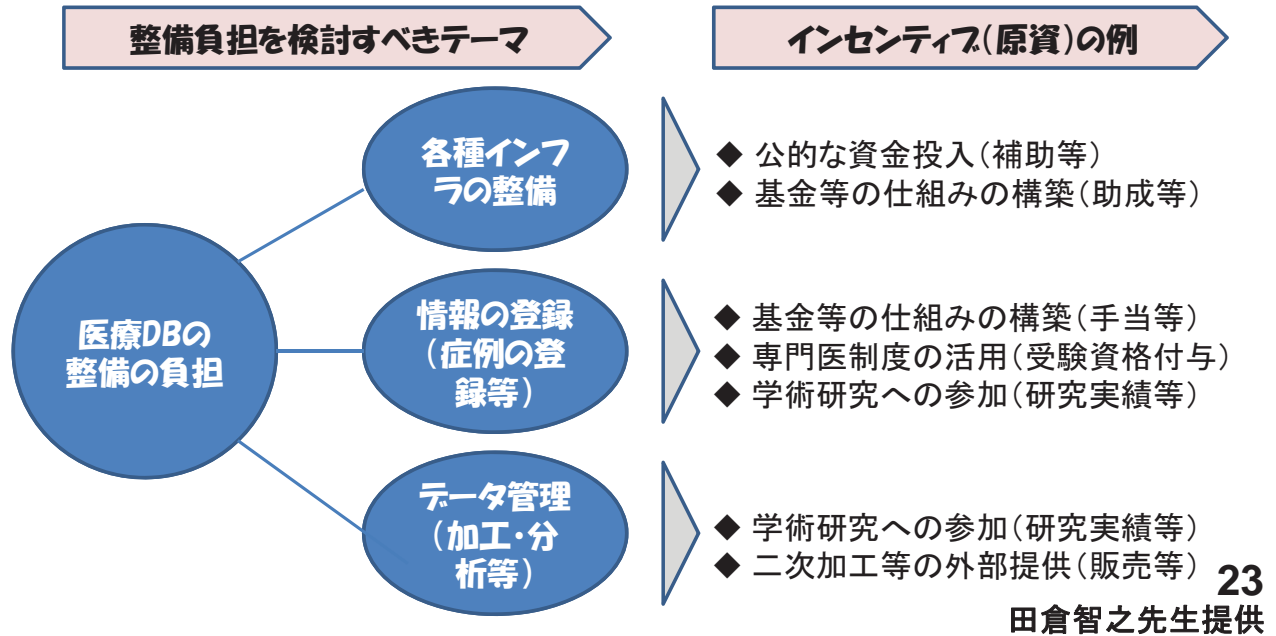 整備負担を検討すべきテーマ
インセンティブ(原資)の例
医療DBの
整備の負担
各種インフ
ラの整備
◆ 公的な資金投入(補助等)
◆ 基金等の仕組みの構築(助成等)
情報の登録
(症例の登
録等)
◆ 基金等の仕組みの構築(手当等)
◆ 専門医制度の活用(受験資格付与)
◆ 学術研究への参加(研究実績等)
データ管理
(加工・分
析等)
◆ 学術研究への参加(研究実績等)
◆ 二次加工等の外部提供(販売等)
23
田倉智之先生提供